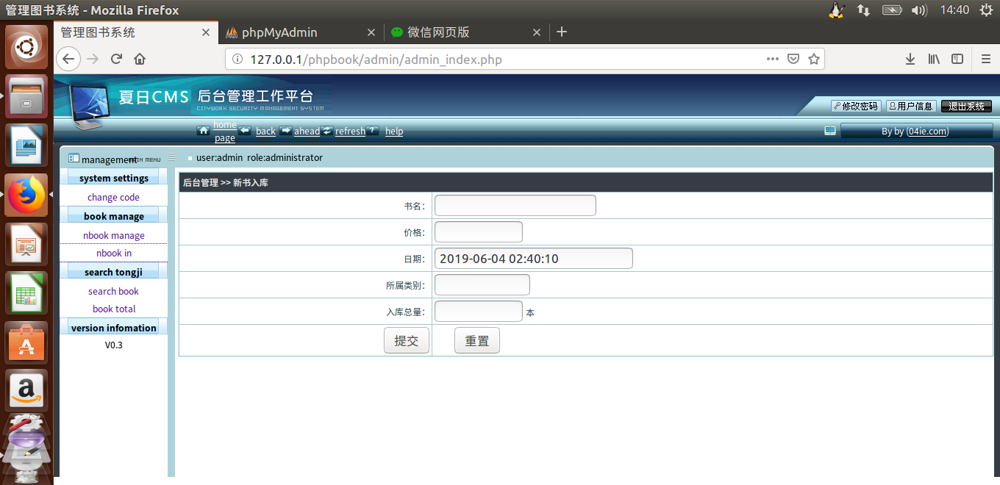 管理图书系统 - Mozilla Firefox
14:40
管理图书系统
phpMyAdmin
微信网页版
127.0.0.1/phpbook/admin/admin_index.php
夏日CMS 后台管理工作平台
CITYWORK SECURITY MANAGEMENT SYSTEM
修改密码 用户信息 退出系统
home page back ahead refresh ? help
By by (04ie.com)
management MAIN MENU
user:admin role:administrator
system settings
change code
book manage
nbook manage
nbook in
search tongji
search book
book total
version infomation
V0.3
后台管理 >> 新书入库
书名:
价格:
日期: 2019-06-04 02:40:10
所属类别:
入库总量: 本
提交 重置